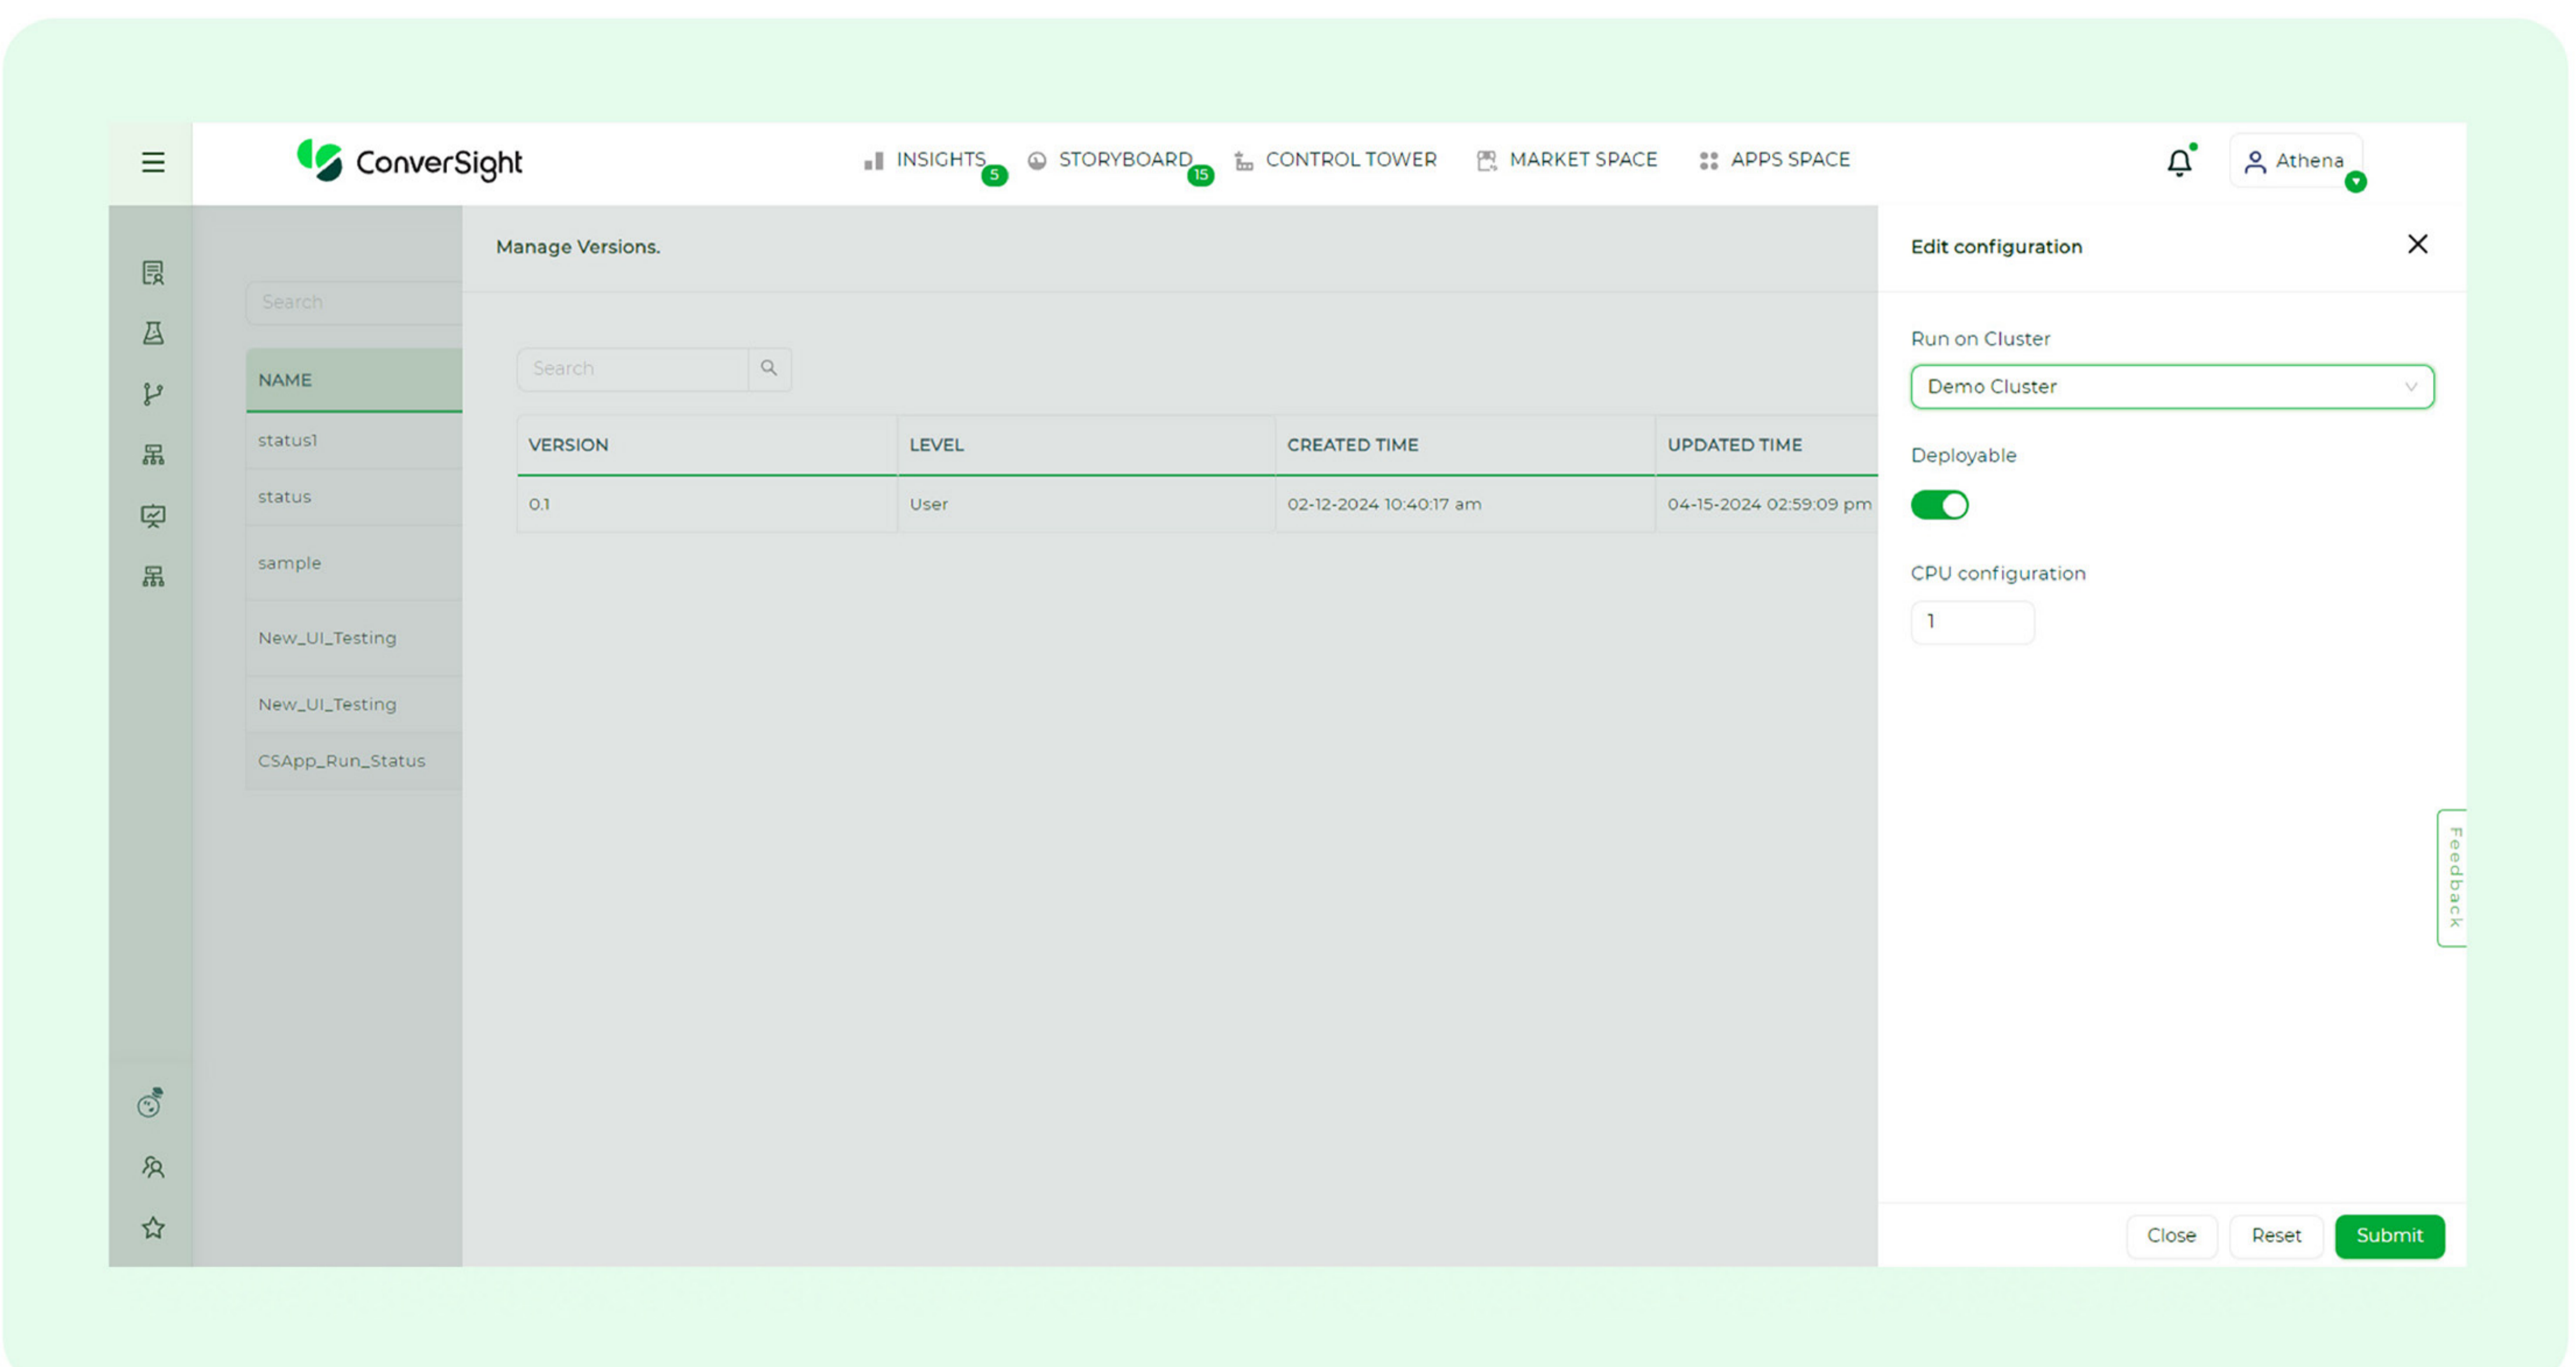 ConverSight
INSIGHTS 5 STORYBOARD 15 CONTROL TOWER MARKET SPACE APPS SPACE
Athena
Manage Versions.
Edit configuration
Search
NAME
status1
status
sample
New_UI_Testing
New_UI_Testing
CSApp_Run_Status
Search
VERSION LEVEL CREATED TIME UPDATED TIME
0.1 User 02-12-2024 10:40:17 am 04-15-2024 02:59:09 pm
Run on Cluster
Demo Cluster
Deployable
CPU configuration
1
Feedback
Close Reset Submit